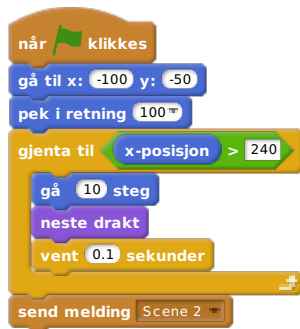 når klikkes
gå til x: -100 y: -50
pek i retning 100
gjenta til x-posisjon > 240
gå 10 steg
neste drakt
vent 0.1 sekunder
send melding Scene 2